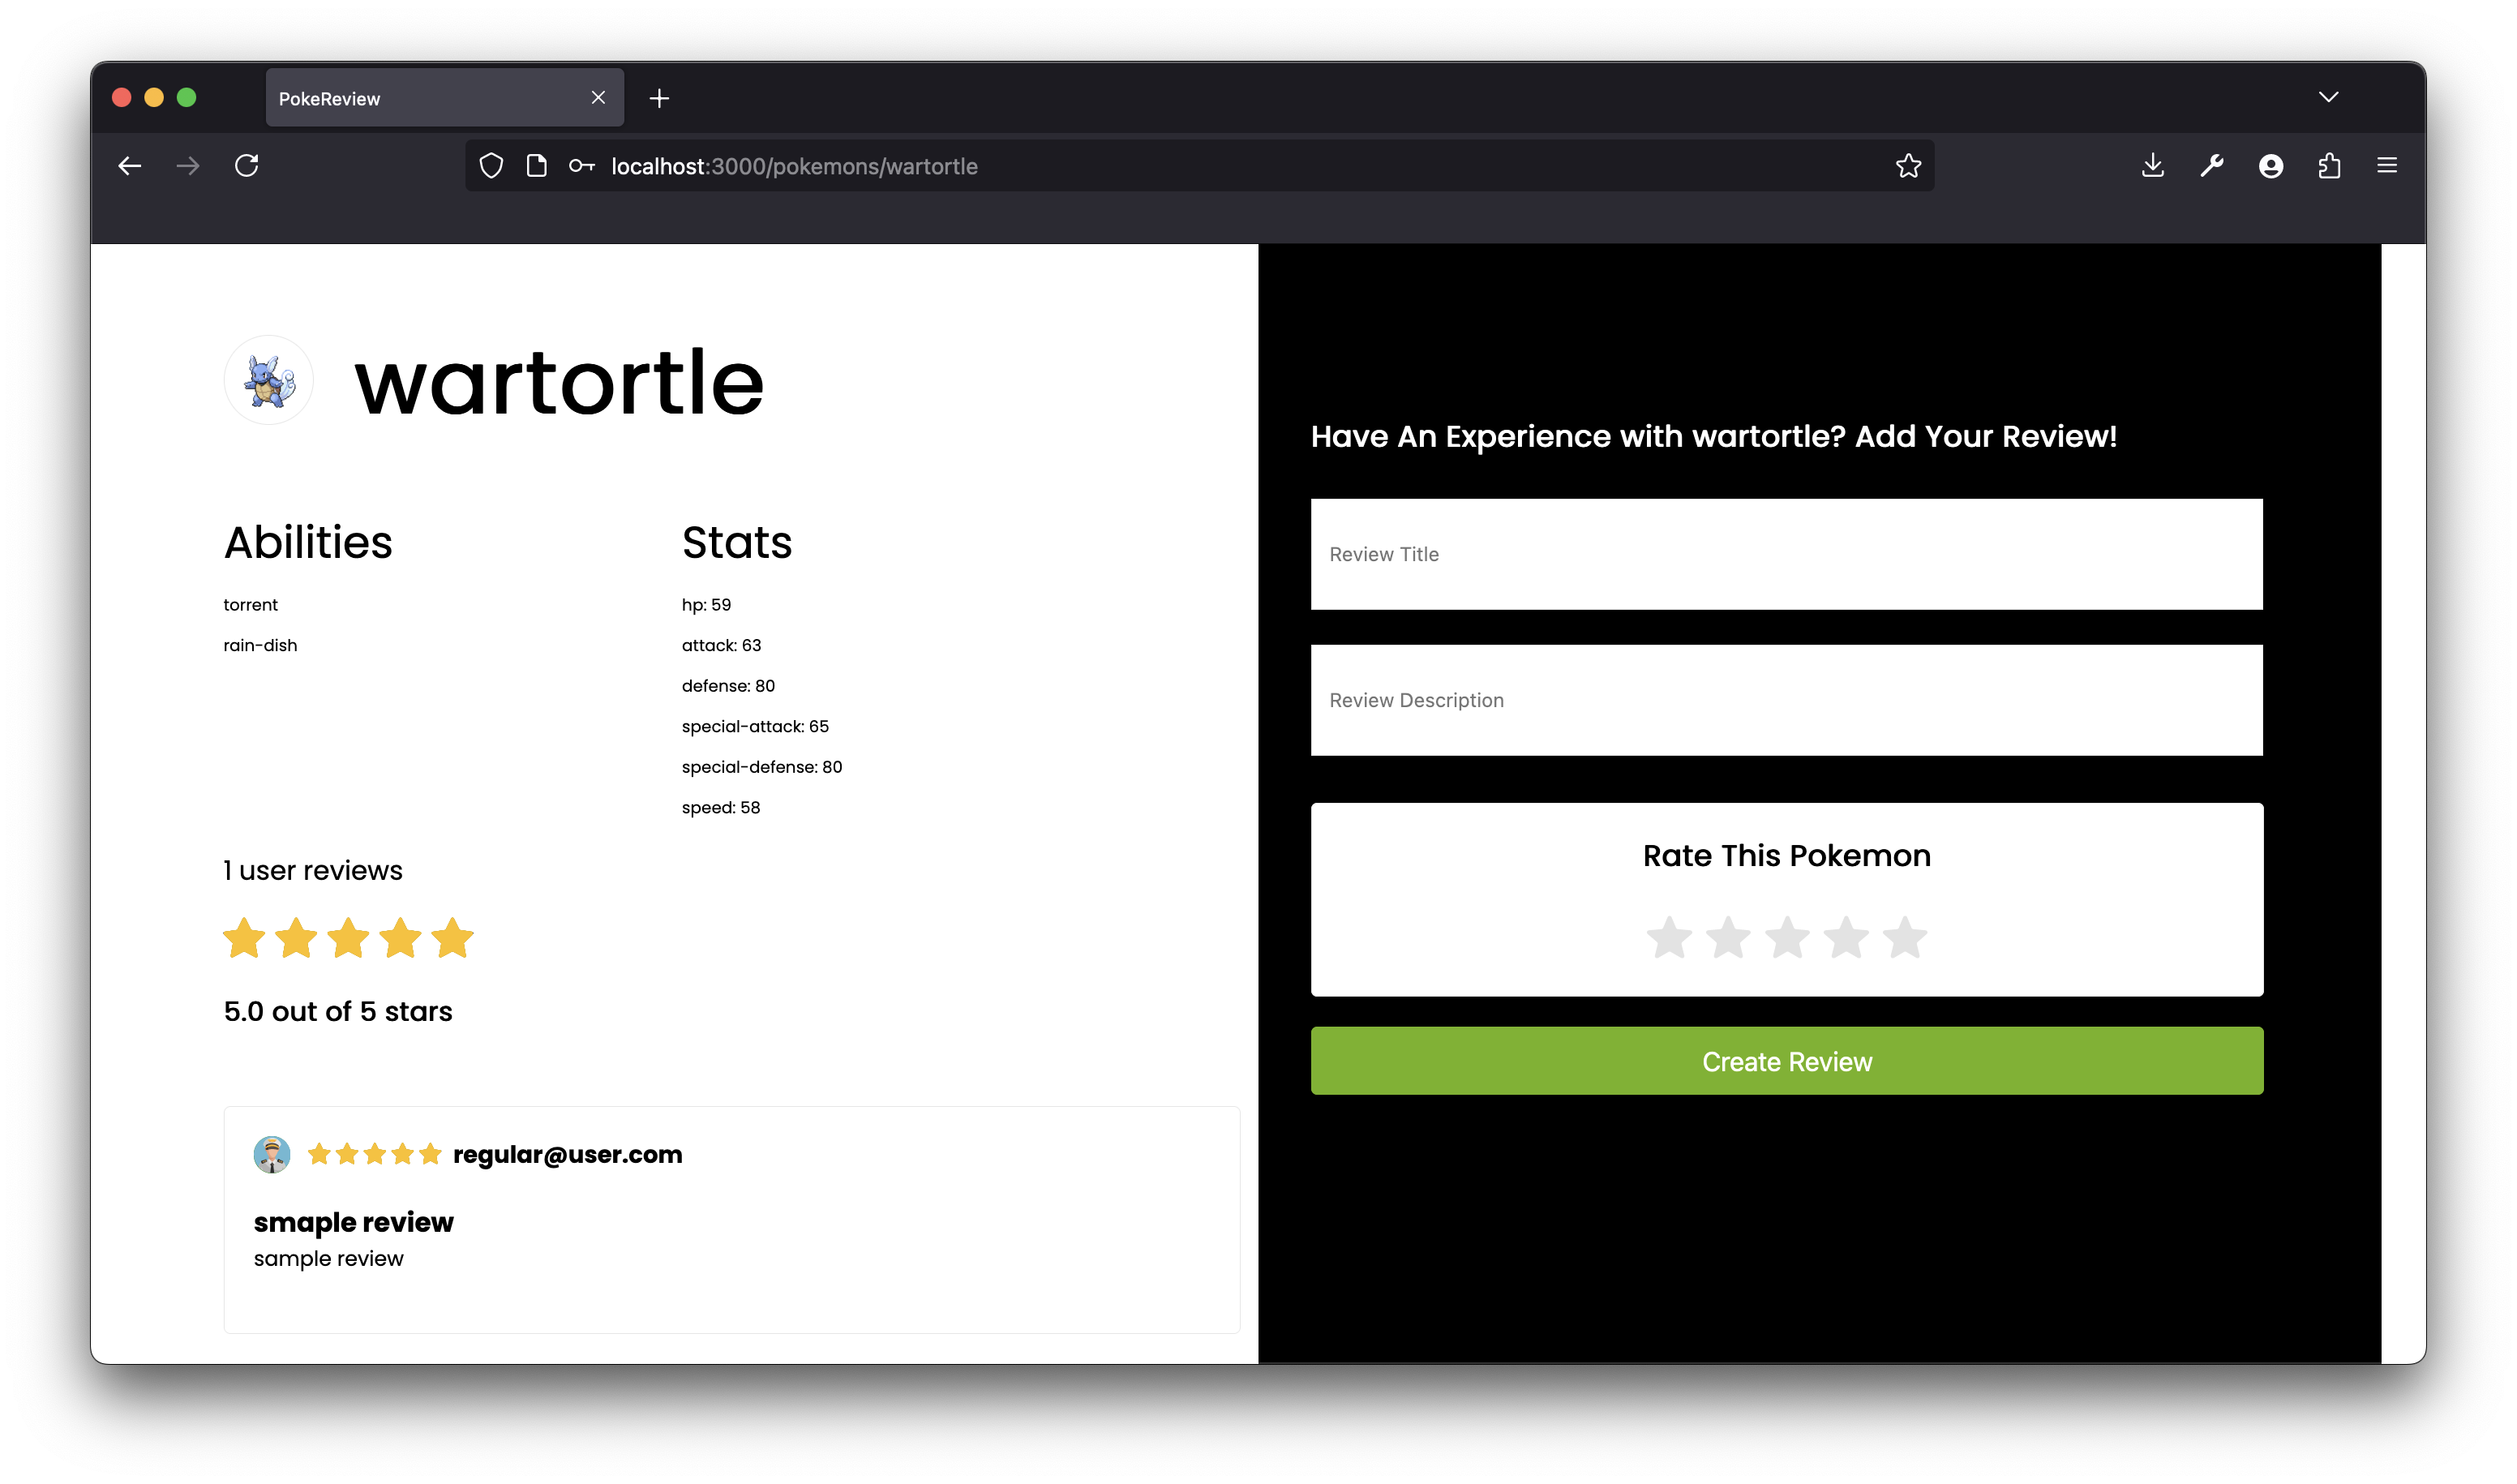 PokeReview
localhost:3000/pokemons/wartortle
wartortle
Abilities
torrent
rain-dish
Stats
hp: 59
attack: 63
defense: 80
special-attack: 65
special-defense: 80
speed: 58
1 user reviews
5.0 out of 5 stars
regular@user.com
smaple review
sample review
Have An Experience with wartortle? Add Your Review!
Review Title
Review Description
Rate This Pokemon
Create Review